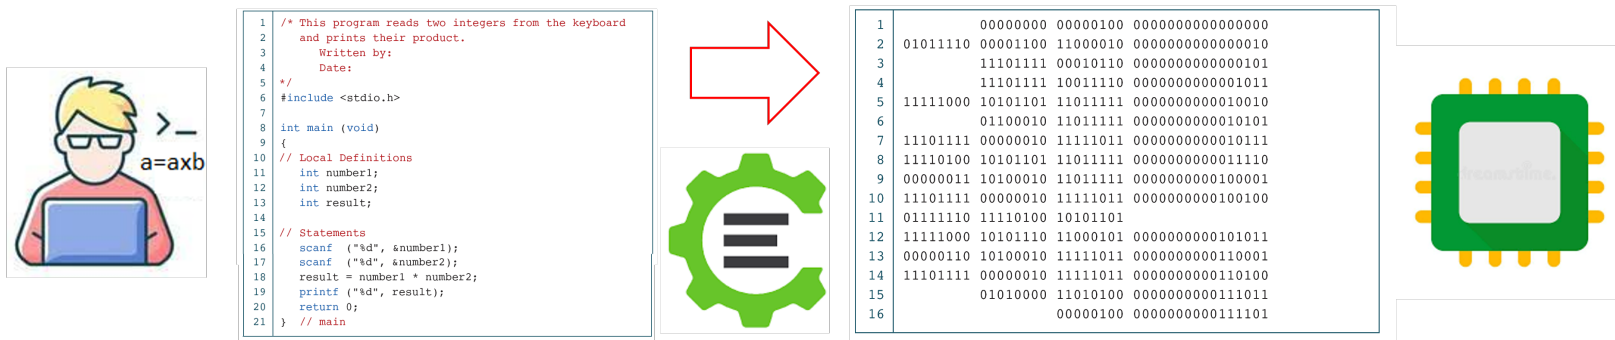 >_
a=axb
1 /* This program reads two integers from the keyboard
2 and prints their product.
3 Written by:
4 Date:
5 */
6 #include <stdio.h>
7
8 int main (void)
9 {
10 // Local Definitions
11 int number1;
12 int number2;
13 int result;
14
15 // Statements
16 scanf ("%d", &number1);
17 scanf ("%d", &number2);
18 result = number1 * number2;
19 printf ("%d", result);
20 return 0;
21 } // main
1 00000000 00000100 0000000000000000
2 01011110 00001100 11000010 0000000000000010
3 11101111 00010110 0000000000000101
4 11101111 10011110 0000000000001011
5 11111000 10101101 11011111 0000000000010010
6 01100010 11011111 0000000000010101
7 11101111 00000010 11111011 0000000000010111
8 11110100 10101101 11011111 0000000000011110
9 00000011 10100010 11011111 0000000000100001
10 11101111 00000010 11111011 0000000000100100
11 01111110 11110100 10101101
12 11111000 10101110 11000101 0000000000101011
13 00000110 10100010 11111011 0000000000110001
14 11101111 00000010 11111011 0000000000110100
15 01010000 11010100 0000000000111011
16 00000100 0000000000111101